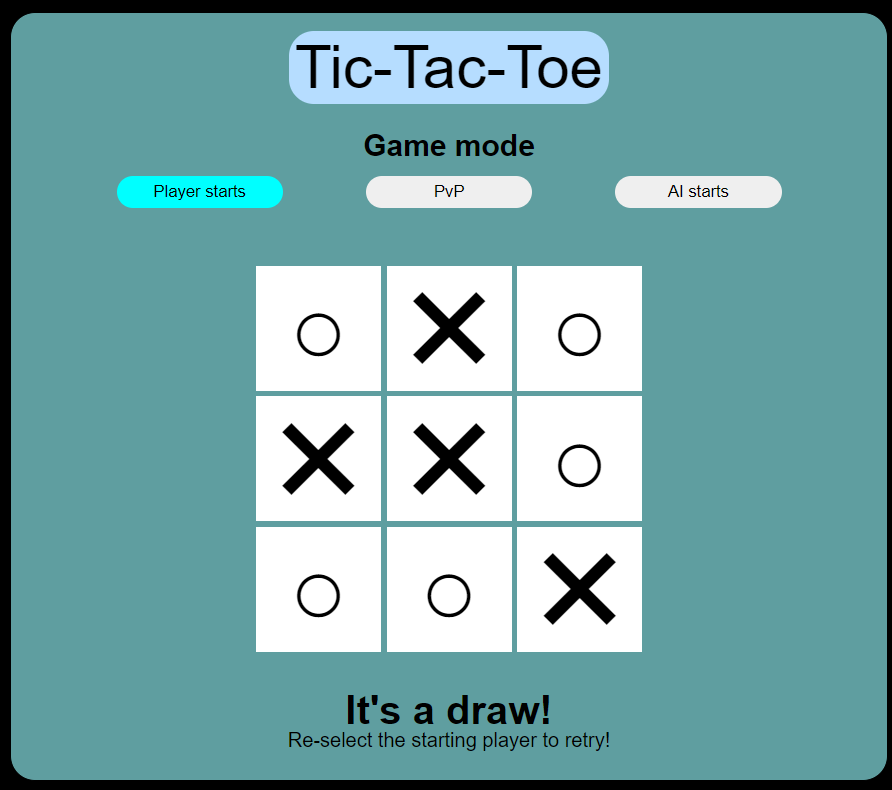 Tic-Tac-Toe
Game mode
Player starts
PvP
AI starts
○ ✕ ○
✕ ✕ ○
○ ○ ✕
It's a draw!
Re-select the starting player to retry!